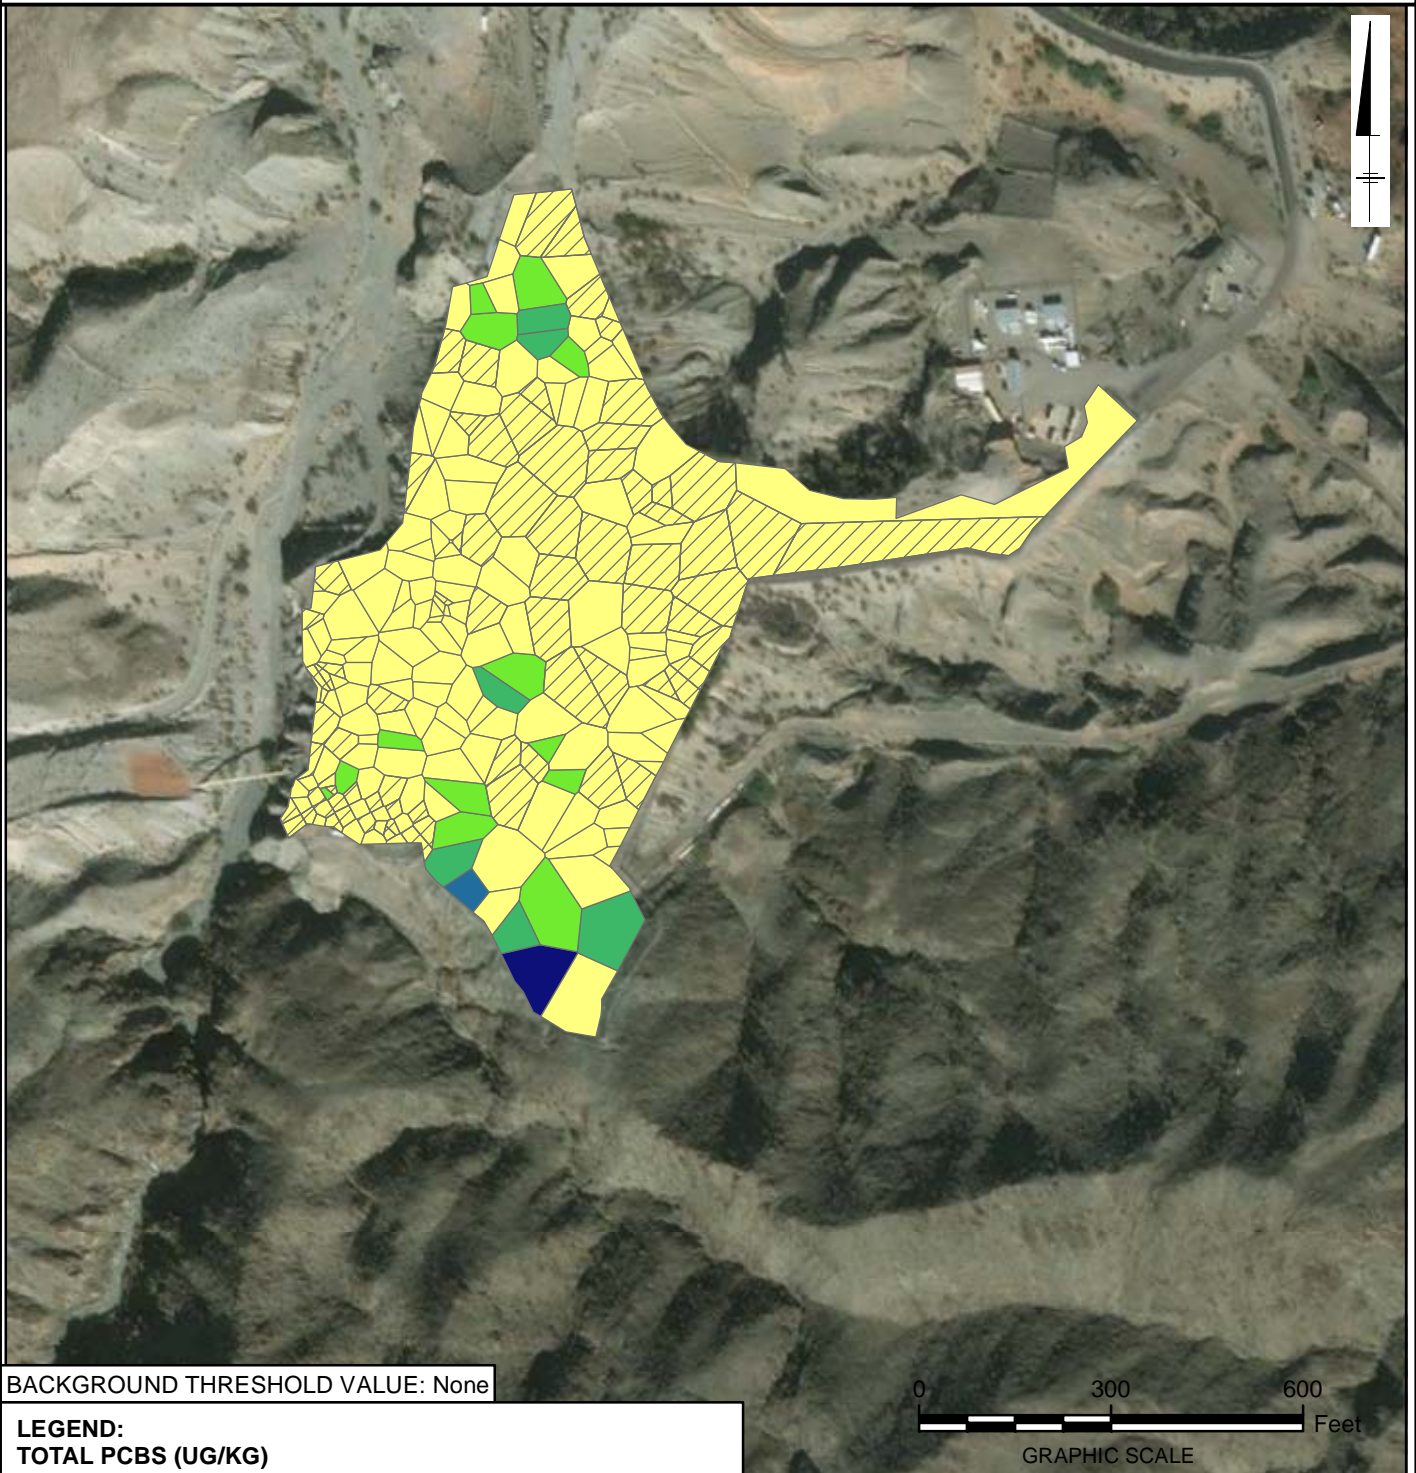 BACKGROUND THRESHOLD VALUE: None
LEGEND:
TOTAL PCBS (UG/KG)
0 300 600
Feet
GRAPHIC SCALE